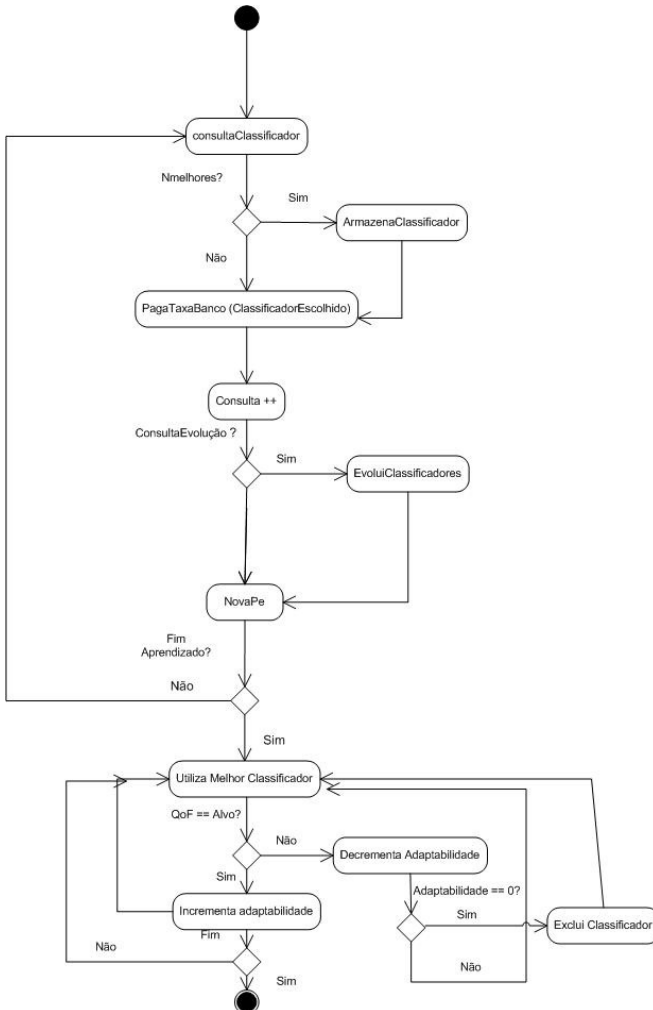 consultaClassificador
Nmelhores?
Sim
ArmazenaClassificador
Não
PagaTaxaBanco (ClassificadorEscolhido)
Consulta ++
ConsultaEvolução ?
Sim
EvoluiClassificadores
NovaPe
Fim
Aprendizado?
Não
Sim
Utiliza Melhor Classificador
QoF == Alvo?
Não
Decrementa Adaptabilidade
Sim
Adaptabilidade == 0?
Incrementa adaptabilidade
Sim
Exclui Classificador
Fim
Não
Não
Sim